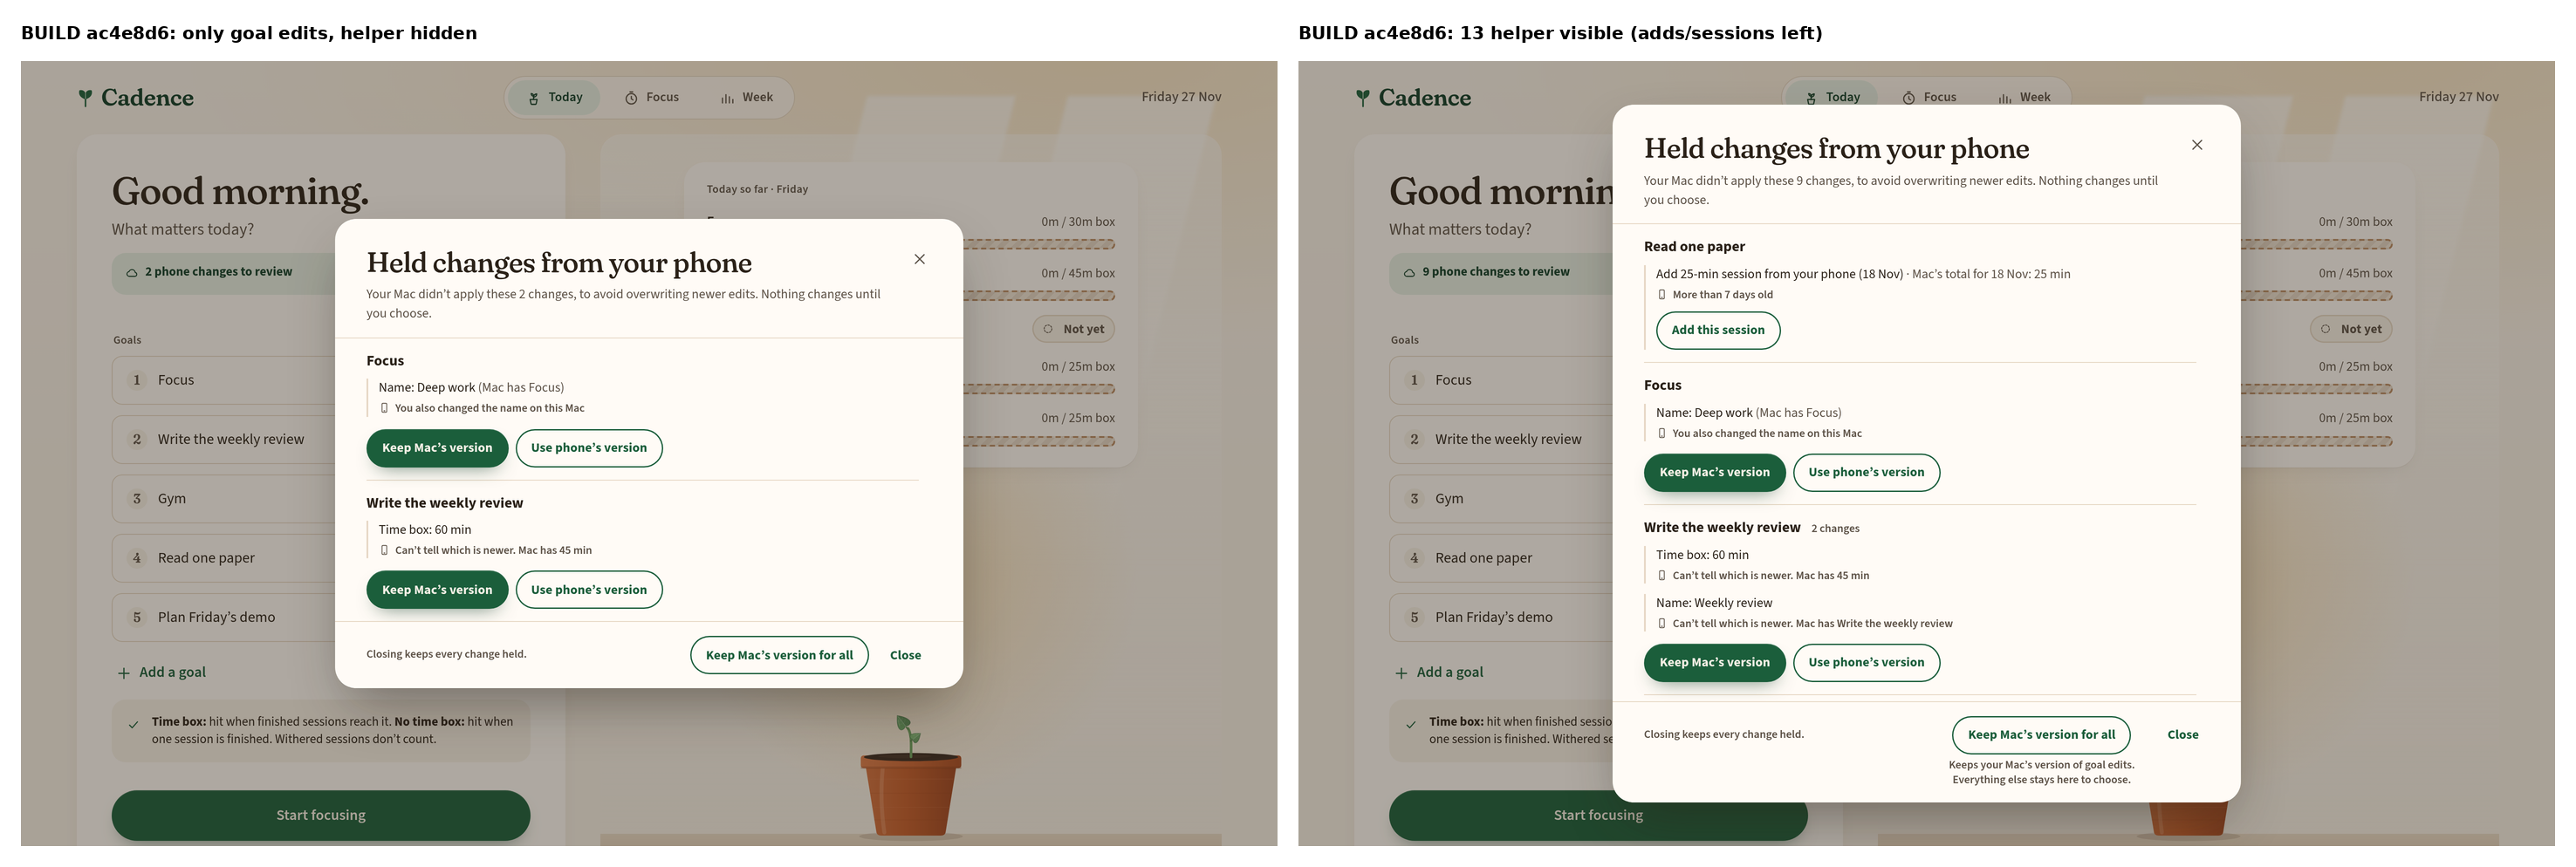 BUILD ac4e8d6: only goal edits, helper hidden
Cadence
Today
Focus
Week
Friday 27 Nov
Good morning.
What matters today?
2 phone changes to review
Goals
1 Focus
2 Write the weekly review
3 Gym
4 Read one paper
5 Plan Friday’s demo
+ Add a goal
Time box: hit when finished sessions reach it. No time box: hit when
one session is finished. Withered sessions don’t count.
Start focusing
Today so far · Friday
0m / 30m box
0m / 45m box
Not yet
0m / 25m box
0m / 25m box
Held changes from your phone
Your Mac didn’t apply these 2 changes, to avoid overwriting newer edits. Nothing changes until
you choose.
Focus
Name: Deep work (Mac has Focus)
You also changed the name on this Mac
Keep Mac’s version
Use phone’s version
Write the weekly review
Time box: 60 min
Can’t tell which is newer. Mac has 45 min
Keep Mac’s version
Use phone’s version
Closing keeps every change held.
Keep Mac’s version for all
Close
BUILD ac4e8d6: 13 helper visible (adds/sessions left)
Cadence
Today
Focus
Week
Friday 27 Nov
Good mornin
What matters today?
9 phone changes to review
Goals
1 Focus
2 Write the weekly review
3 Gym
4 Read one paper
5 Plan Friday’s demo
+ Add a goal
Time box: hit when finished sessio
one session is finished. Withered se
Start focusing
0m / 30m box
0m / 45m box
Not yet
0m / 25m box
0m / 25m box
Held changes from your phone
Your Mac didn’t apply these 9 changes, to avoid overwriting newer edits. Nothing changes until
you choose.
Read one paper
Add 25-min session from your phone (18 Nov) · Mac’s total for 18 Nov: 25 min
More than 7 days old
Add this session
Focus
Name: Deep work (Mac has Focus)
You also changed the name on this Mac
Keep Mac’s version
Use phone’s version
Write the weekly review 2 changes
Time box: 60 min
Can’t tell which is newer. Mac has 45 min
Name: Weekly review
Can’t tell which is newer. Mac has Write the weekly review
Keep Mac’s version
Use phone’s version
Closing keeps every change held.
Keep Mac’s version for all
Close
Keeps your Mac’s version of goal edits.
Everything else stays here to choose.